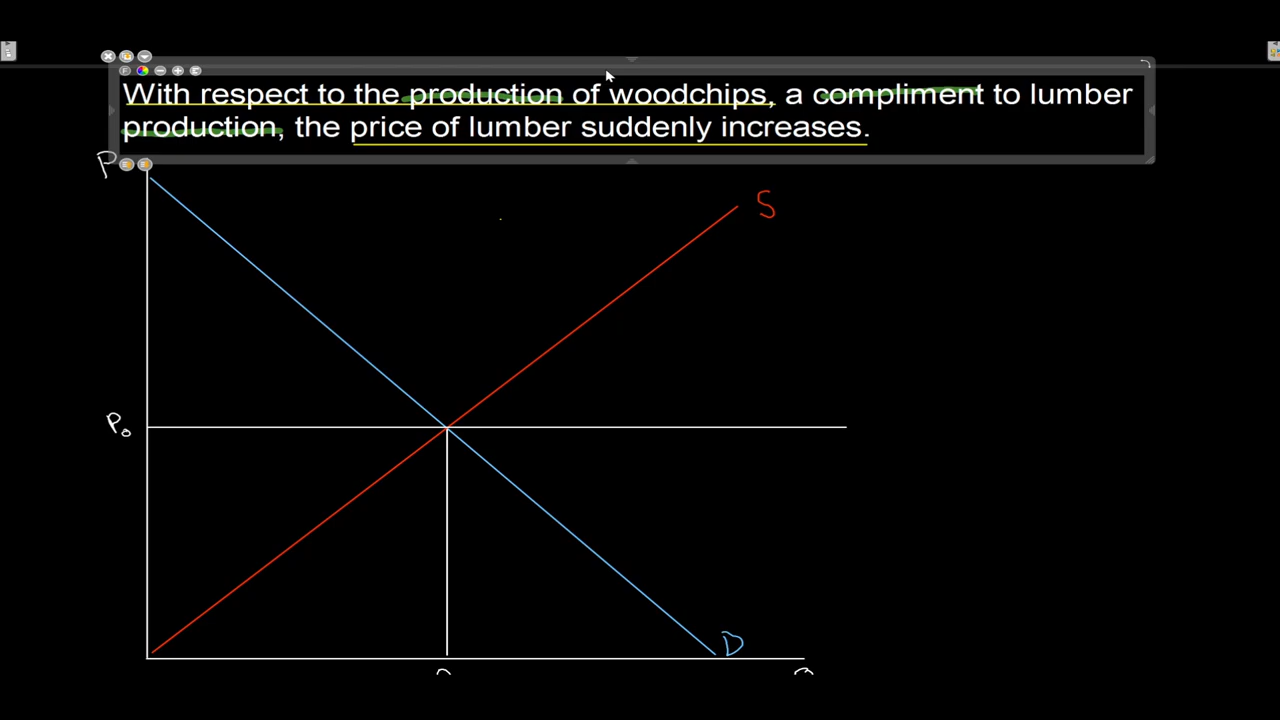 With respect to the production of woodchips, a compliment to lumber
production, the price of lumber suddenly increases.
P
S
P₀
D